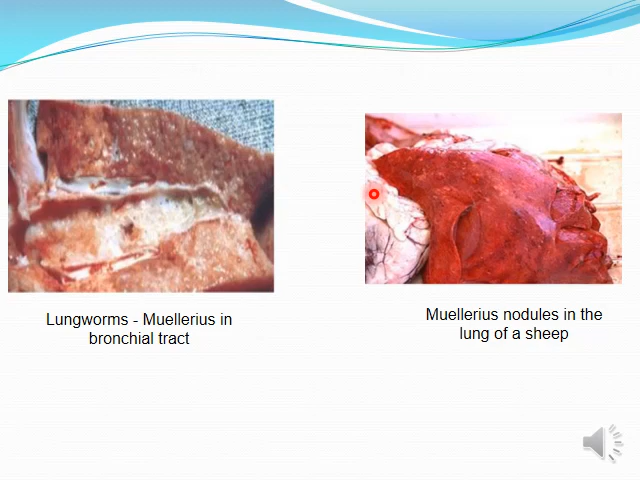 Lungworms - Muellerius in
bronchial tract
Muellerius nodules in the
lung of a sheep